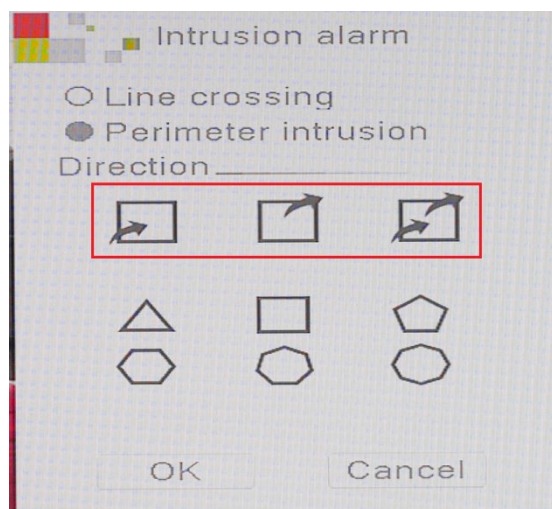 Intrusion alarm
Line crossing
Perimeter intrusion
Direction
OK Cancel